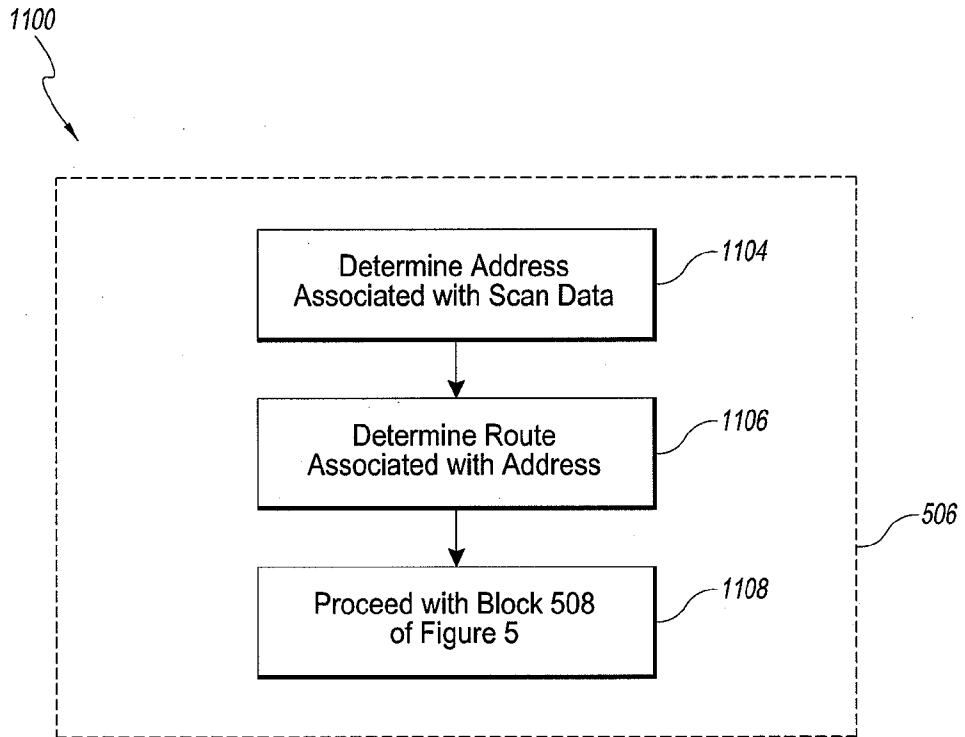 1100
Determine Address
Associated with Scan Data
1104
Determine Route
Associated with Address
1106
506
Proceed with Block 508
of Figure 5
1108